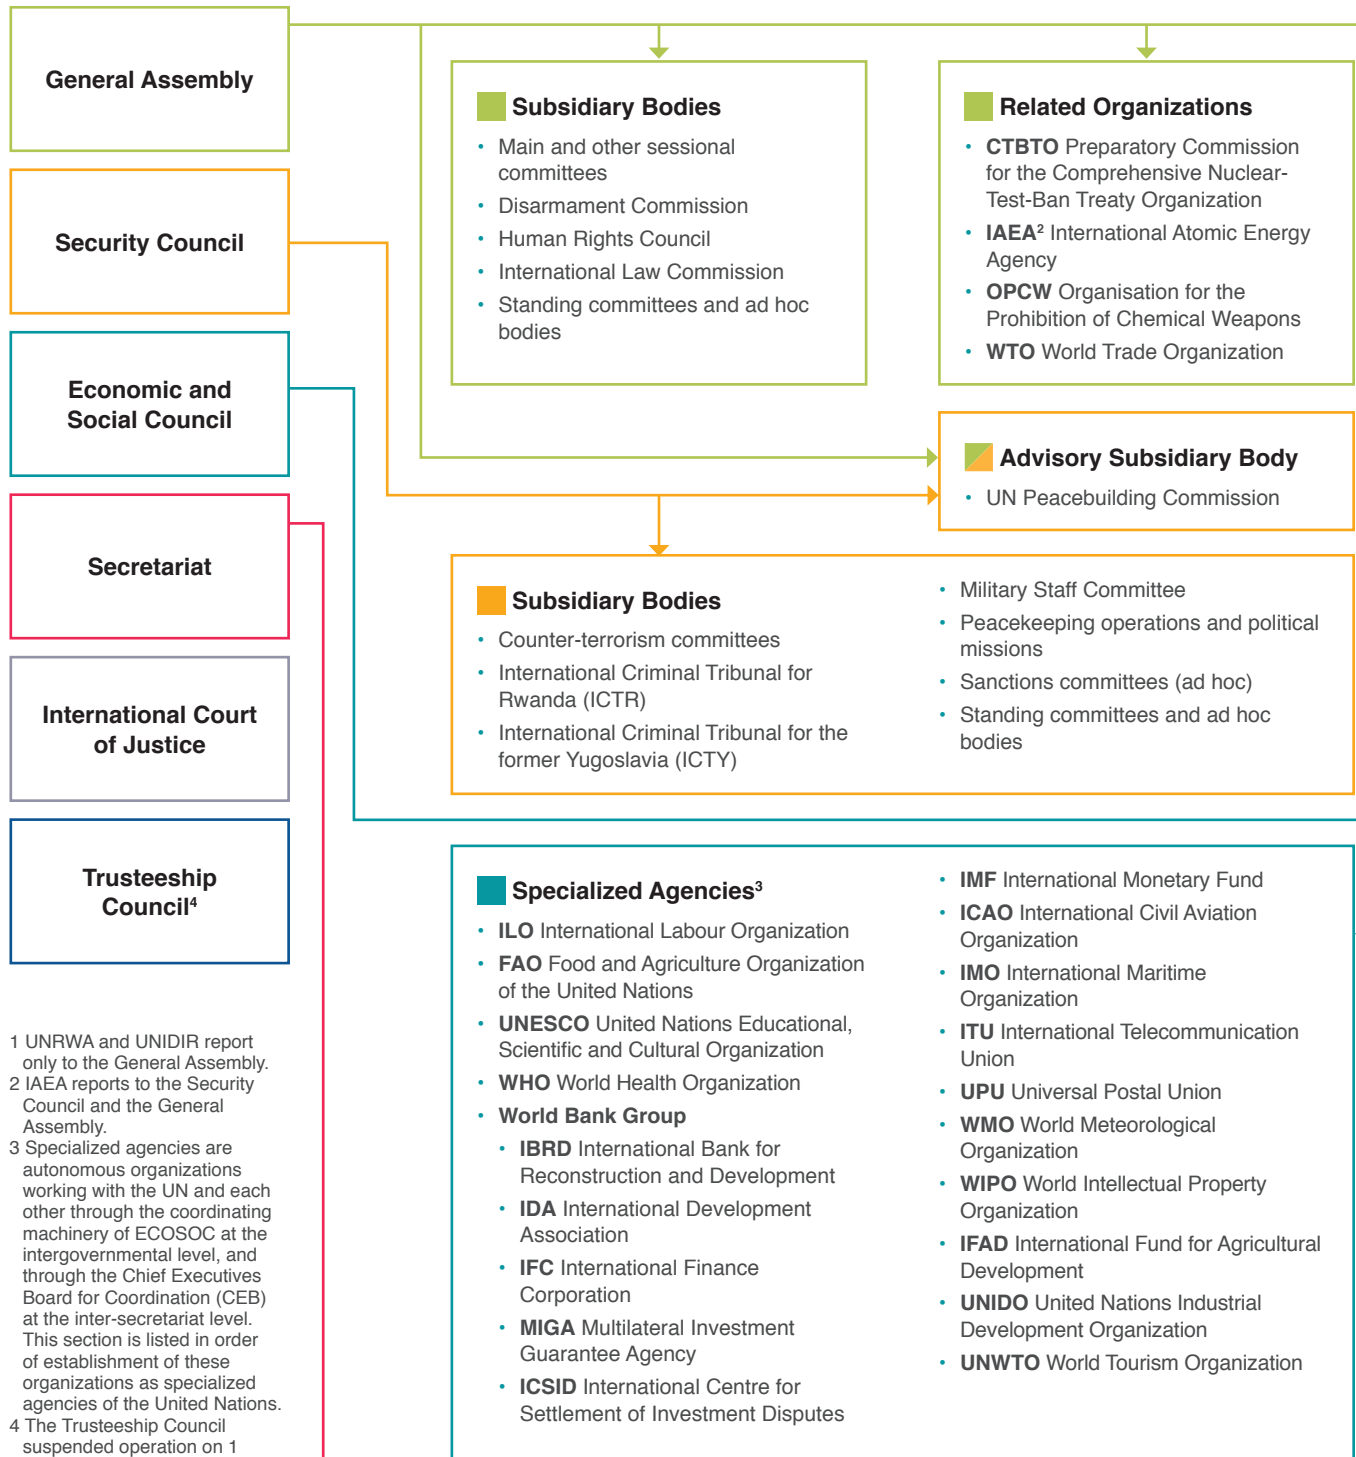 General Assembly
Security Council
Economic and
Social Council
Secretariat
International Court
of Justice
Trusteeship
Council⁴
1 UNRWA and UNIDIR report
only to the General Assembly.
2 IAEA reports to the Security
Council and the General
Assembly.
3 Specialized agencies are
autonomous organizations
working with the UN and each
other through the coordinating
machinery of ECOSOC at the
intergovernmental level, and
through the Chief Executives
Board for Coordination (CEB)
at the inter-secretariat level.
This section is listed in order
of establishment of these
organizations as specialized
agencies of the United Nations.
4 The Trusteeship Council
suspended operation on 1
Subsidiary Bodies
• Main and other sessional
committees
• Disarmament Commission
• Human Rights Council
• International Law Commission
• Standing committees and ad hoc
bodies
Related Organizations
• CTBTO Preparatory Commission
for the Comprehensive Nuclear-
Test-Ban Treaty Organization
• IAEA² International Atomic Energy
Agency
• OPCW Organisation for the
Prohibition of Chemical Weapons
• WTO World Trade Organization
Advisory Subsidiary Body
• UN Peacebuilding Commission
Subsidiary Bodies
• Counter-terrorism committees
• International Criminal Tribunal for
Rwanda (ICTR)
• International Criminal Tribunal for the
former Yugoslavia (ICTY)
• Military Staff Committee
• Peacekeeping operations and political
missions
• Sanctions committees (ad hoc)
• Standing committees and ad hoc
bodies
Specialized Agencies³
• ILO International Labour Organization
• FAO Food and Agriculture Organization
of the United Nations
• UNESCO United Nations Educational,
Scientific and Cultural Organization
• WHO World Health Organization
• World Bank Group
• IBRD International Bank for
Reconstruction and Development
• IDA International Development
Association
• IFC International Finance
Corporation
• MIGA Multilateral Investment
Guarantee Agency
• ICSID International Centre for
Settlement of Investment Disputes
• IMF International Monetary Fund
• ICAO International Civil Aviation
Organization
• IMO International Maritime
Organization
• ITU International Telecommunication
Union
• UPU Universal Postal Union
• WMO World Meteorological
Organization
• WIPO World Intellectual Property
Organization
• IFAD International Fund for Agricultural
Development
• UNIDO United Nations Industrial
Development Organization
• UNWTO World Tourism Organization